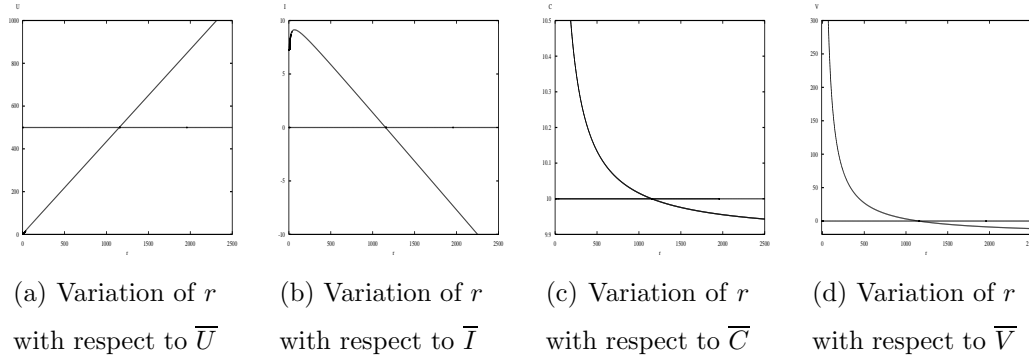 U
1000
800
600
400
200
0
0 500 1000 1500 2000 2500
r
I
10
5
0
-5
-10
0 500 1000 1500 2000 2500
r
C
10.5
10.4
10.3
10.2
10.1
10
9.9
0 500 1000 1500 2000 2500
r
V
300
250
200
150
100
50
0
0 500 1000 1500 2000 2500
r
(a) Variation of r
with respect to U̅
(b) Variation of r
with respect to I̅
(c) Variation of r
with respect to C̅
(d) Variation of r
with respect to V̅